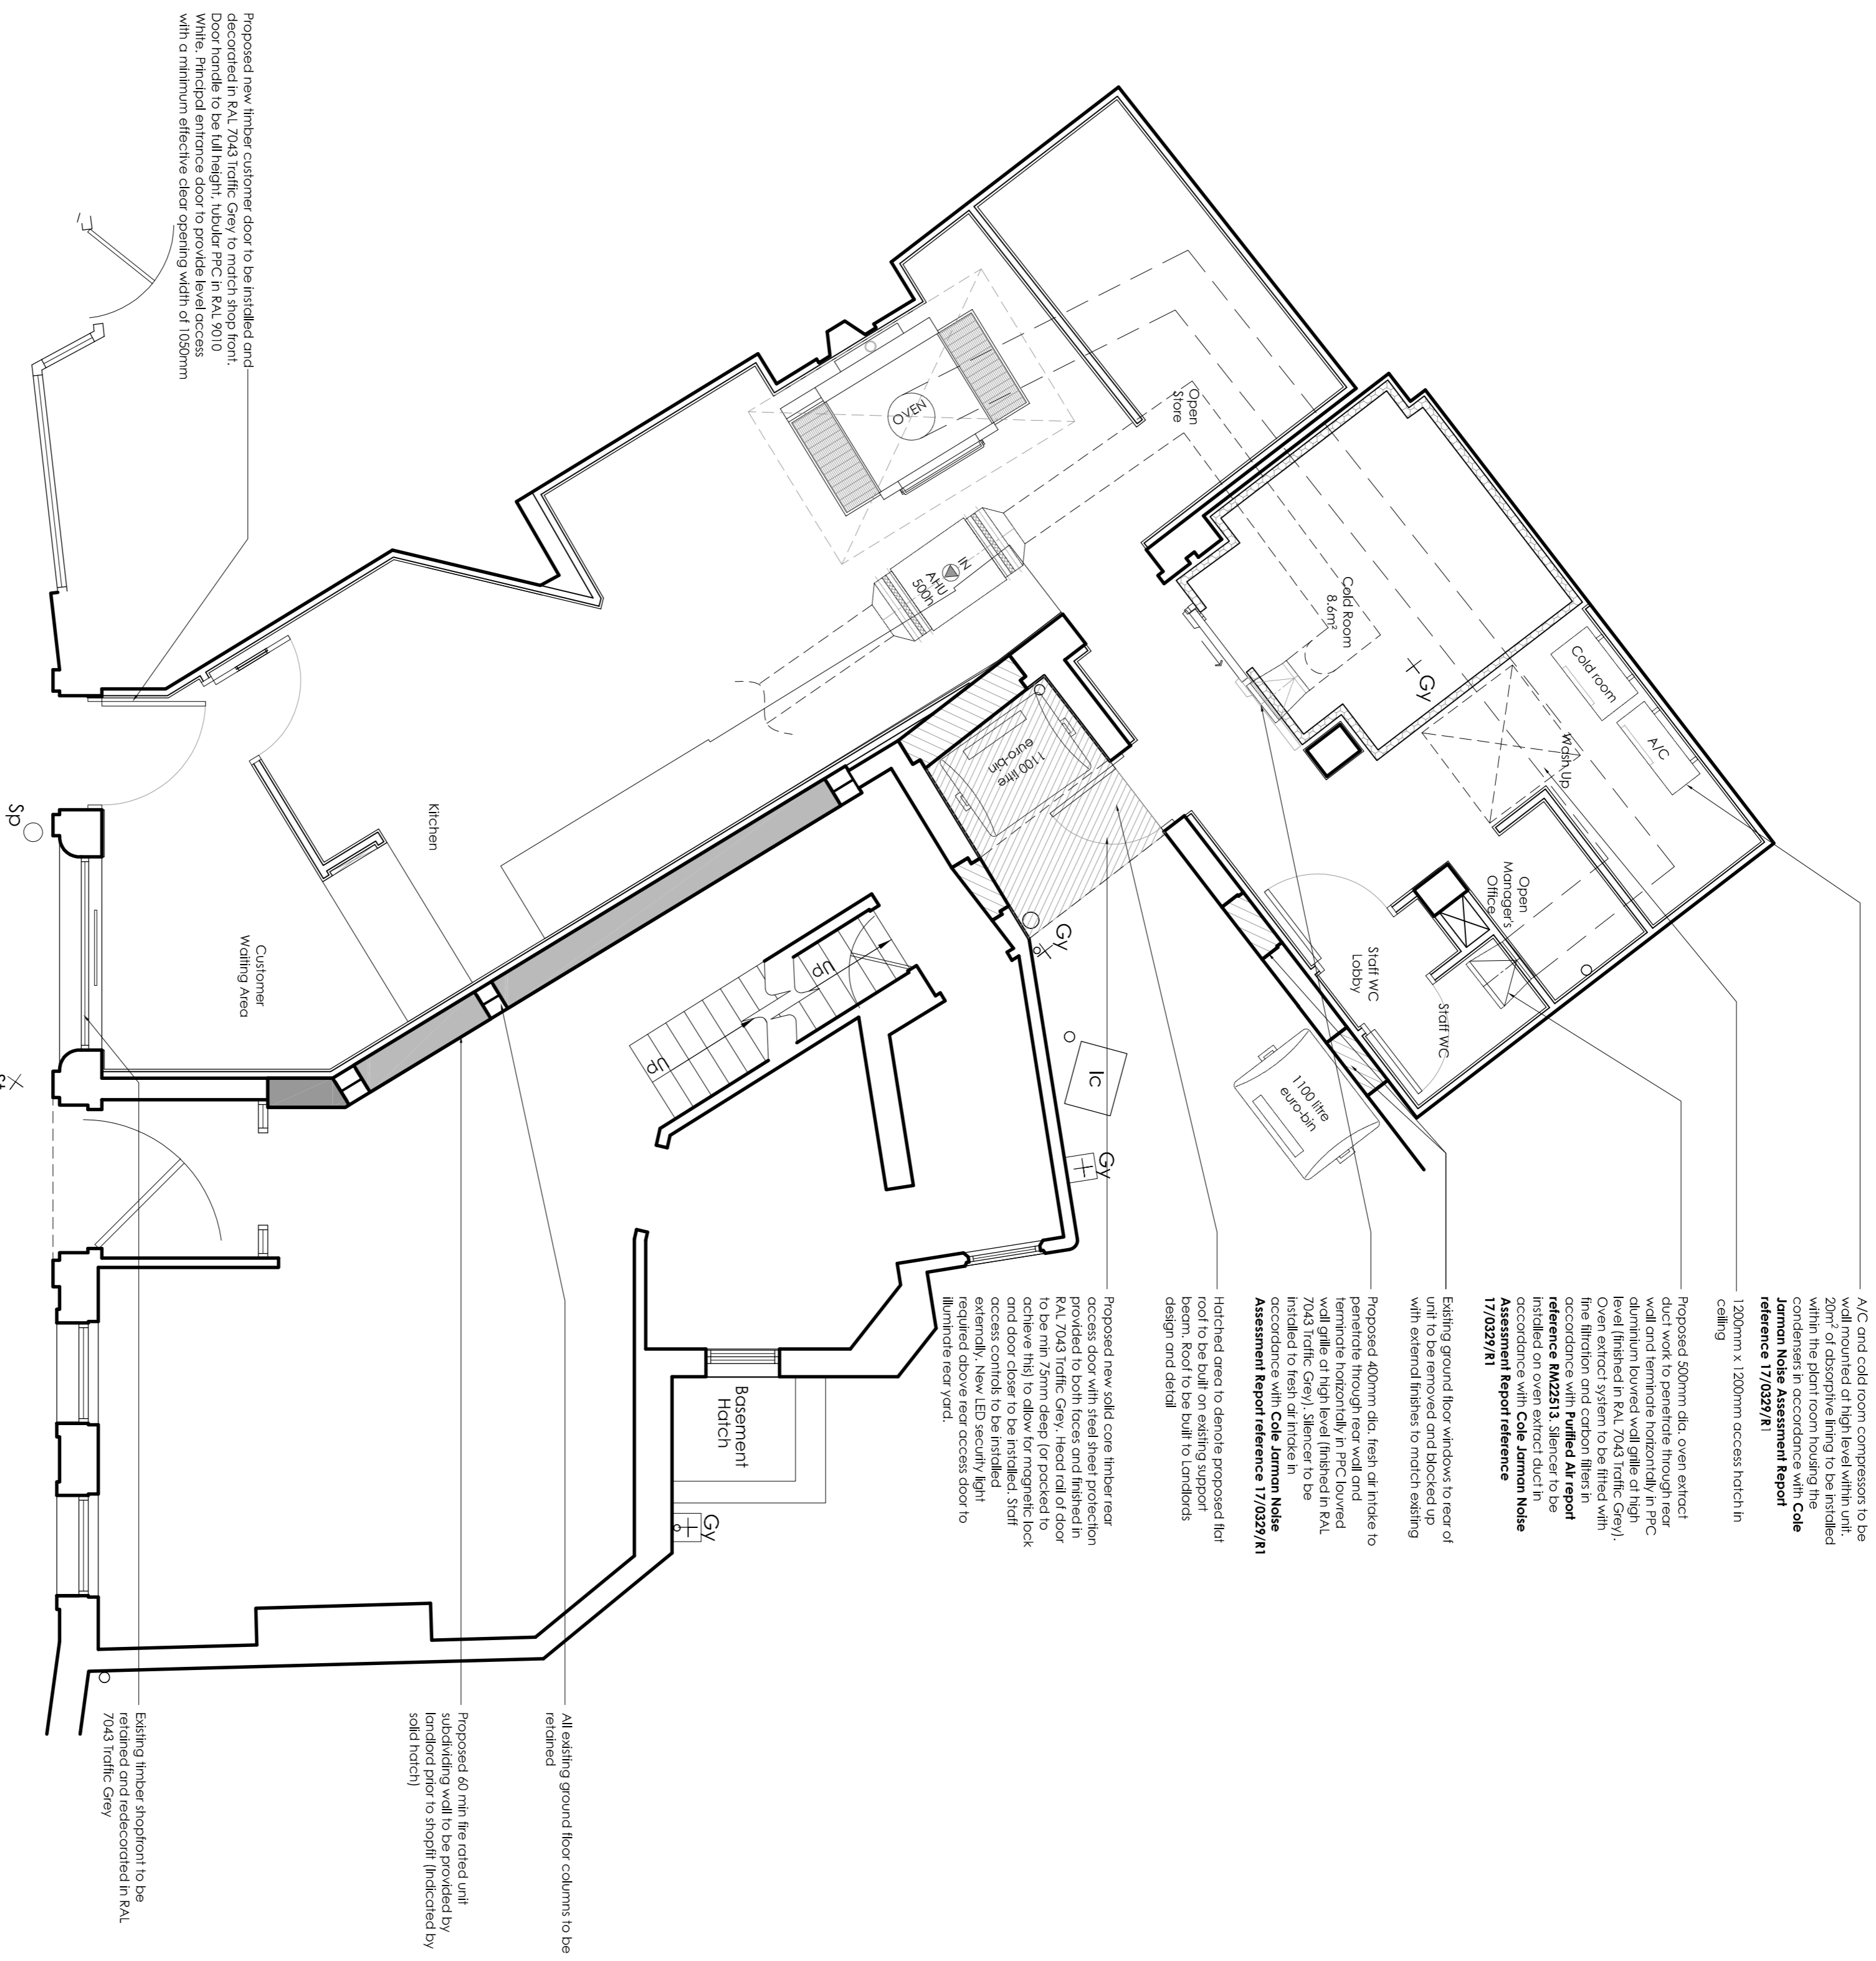 A/C and cold room compressors to be
wall mounted at high level within unit.
20m² of absorptive lining to be installed
within the plant room housing the
condensers in accordance with Cole
Jarman Noise Assessment Report
reference 17/0329/R1
1200mm x 1200mm access hatch in
ceiling
Proposed 500mm dia. oven extract
duct work to penetrate through rear
wall and terminate horizontally in PPC
aluminium louvred wall grille at high
level (finished in RAL 7043 Traffic Grey).
Oven extract system to be fitted with
fine filtration and carbon filters in
accordance with Purified Air report
reference RM22513. Silencer to be
installed on oven extract duct in
accordance with Cole Jarman Noise
Assessment Report reference
17/0329/R1
Existing ground floor windows to rear of
unit to be removed and blocked up
with external finishes to match existing
Proposed 400mm dia. fresh air intake to
penetrate through rear wall and
terminate horizontally in PPC louvred
wall grille at high level (finished in RAL
7043 Traffic Grey). Silencer to be
installed to fresh air intake in
accordance with Cole Jarman Noise
Assessment Report reference 17/0329/R1
Hatched area to denote proposed flat
roof to be built on existing support
beam. Roof to be built to Landlords
design and detail
Proposed new solid core timber rear
access door with steel sheet protection
provided to both faces and finished in
RAL 7043 Traffic Grey. Head rail of door
to be min 75mm deep (or packed to
achieve this) to allow for magnetic lock
and door closer to be installed. Staff
access controls to be installed
externally. New LED security light
required above rear access door to
illuminate rear yard.
All existing ground floor columns to be
retained
Proposed 60 min fire rated unit
subdividing wall to be provided by
landlord prior to shopfit (Indicated by
solid hatch)
Existing timber shopfront to be
retained and redecorated in RAL
7043 Traffic Grey
Proposed new timber customer door to be installed and
decorated in RAL 7043 Traffic Grey to match shop front.
Door handle to be full height, tubular PPC in RAL 9010
White. Principal entrance door to provide level access
with a minimum effective clear opening width of 1050mm
Cold room
A/C
Wash Up
Gy
Cold Room
8.6m²
Open
Store
Open
Manager's
Office
Staff WC
Lobby
Staff WC
OVEN
IN
AHU
500h
1100 litre
euro-bin
1100 litre
euro-bin
Gy
Ic
Gy
Kitchen
Up
Up
Up
Customer
Waiting Area
Basement
Hatch
Gy
Sp
St